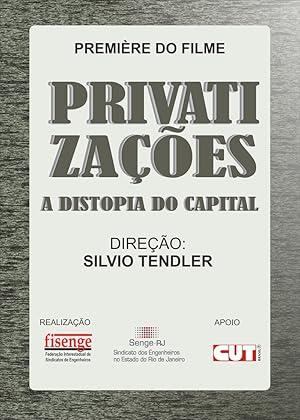 PREMIÈRE DO FILME
PRIVATI
ZAÇÕES
A DISTOPIA DO CAPITAL
DIREÇÃO:
SILVIO TENDLER
REALIZAÇÃO
APOIO
fisenge
Federação Interestadual de
Sindicatos de Engenheiros
Senge-RJ
Sindicato dos Engenheiros
no Estado do Rio de Janeiro
CUT
BRASIL